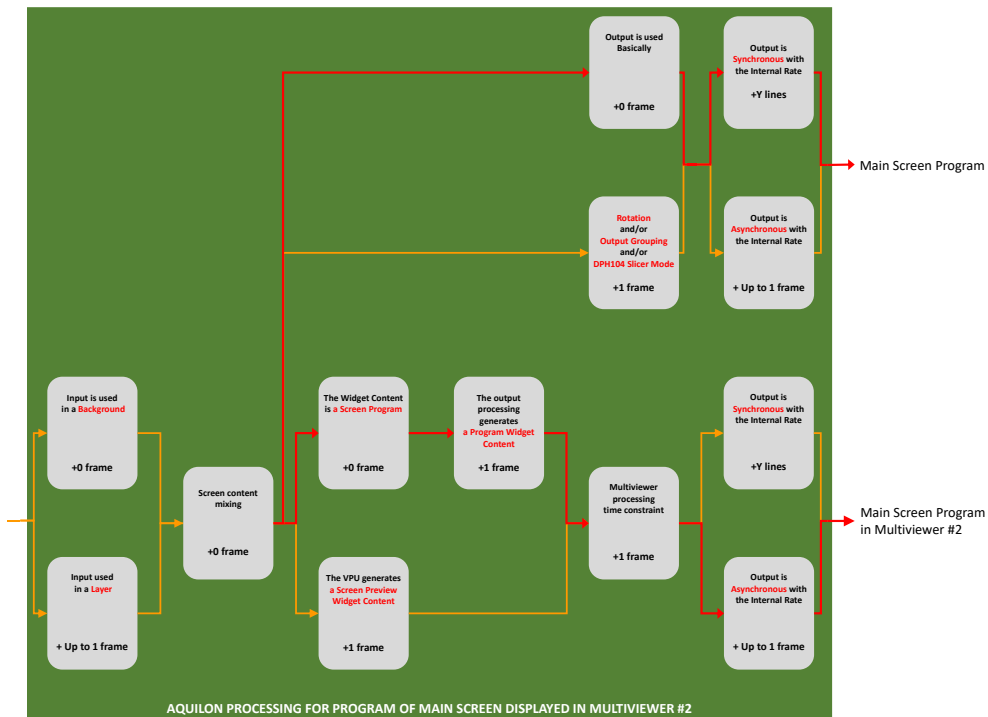 Output is used
Basically
+0 frame
Output is
Synchronous with
the Internal Rate
+Y lines
Main Screen Program
Rotation
and/or
Output Grouping
and/or
DPH104 Slicer Mode
+1 frame
Output is
Asynchronous with
the Internal Rate
+ Up to 1 frame
Input is used
in a Background
+0 frame
The Widget Content
is a Screen Program
+0 frame
The output
processing
generates
a Program Widget
Content
+1 frame
Output is
Synchronous with
the Internal Rate
+Y lines
Screen content
mixing
+0 frame
Multiviewer
processing
time constraint
+1 frame
Main Screen Program
in Multiviewer #2
Input used
in a Layer
+ Up to 1 frame
The VPU generates
a Screen Preview
Widget Content
+1 frame
Output is
Asynchronous with
the Internal Rate
+ Up to 1 frame
AQUILON PROCESSING FOR PROGRAM OF MAIN SCREEN DISPLAYED IN MULTIVIEWER #2